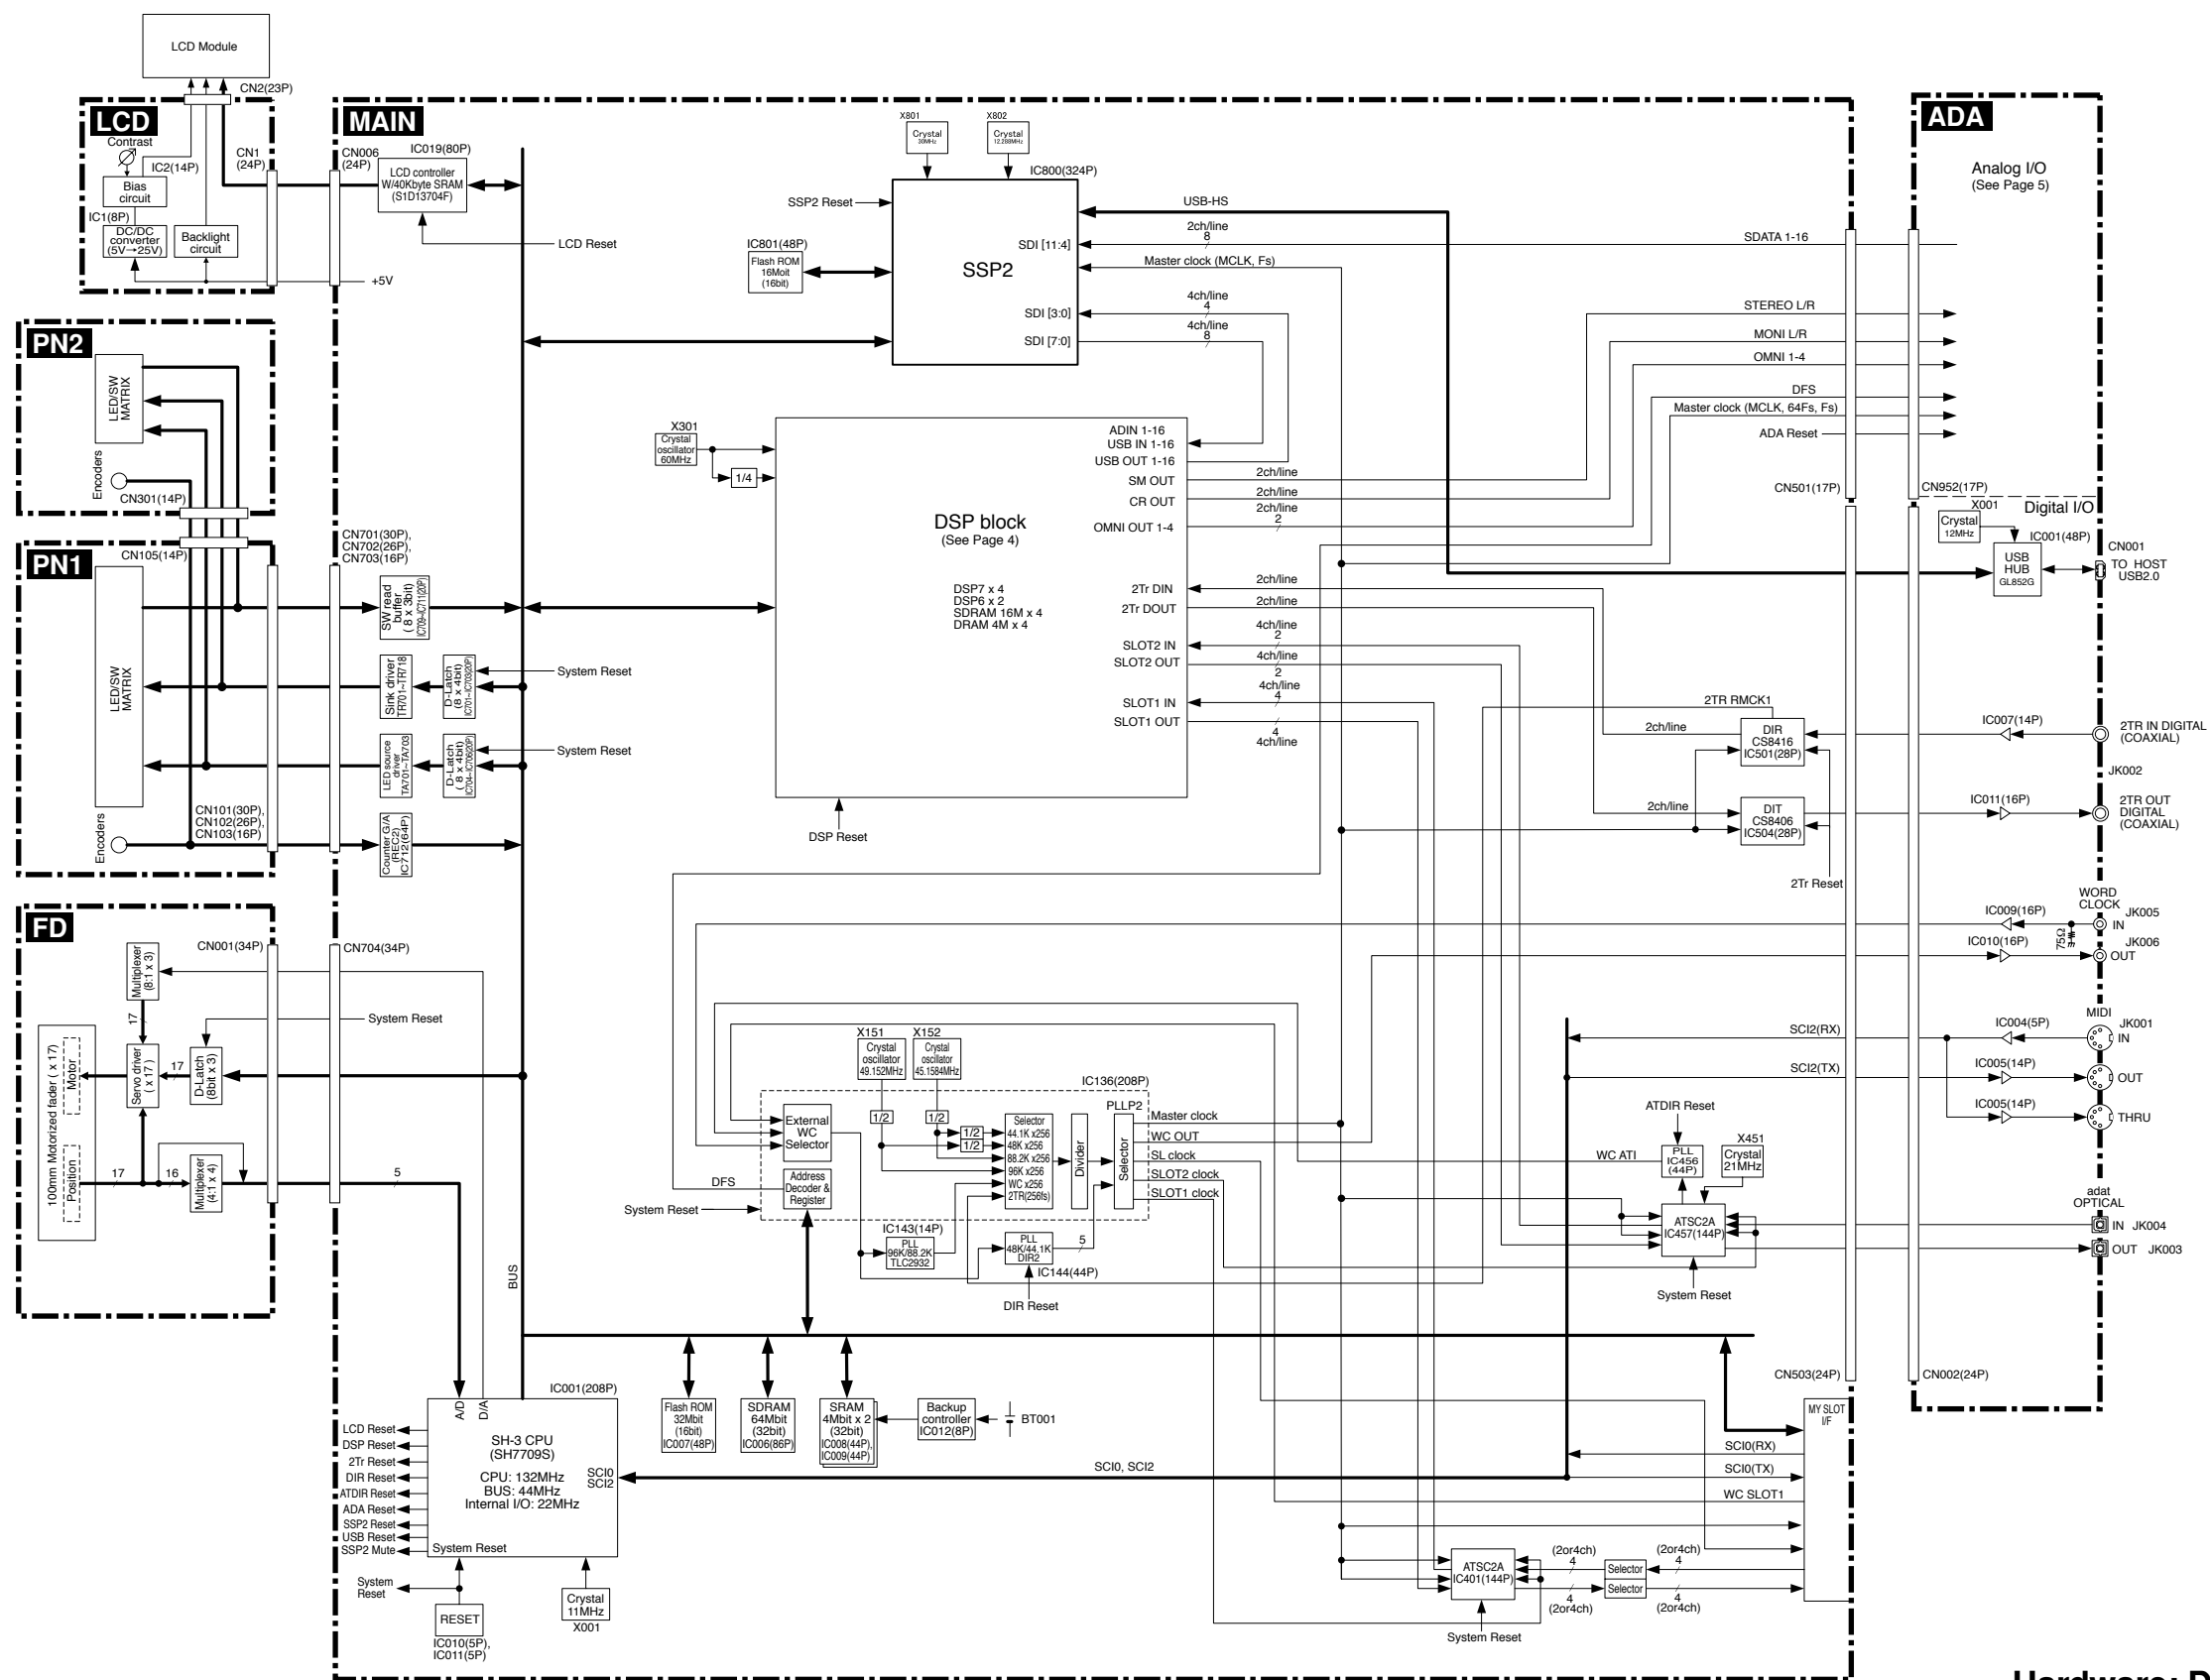 LCD Module
CN2(23P)
LCD
Contrast
IC2(14P)
Bias
circuit
IC1(8P)
DC/DC
converter
(5V→25V)
Backlight
circuit
CN1
(24P)
+5V
PN2
LED/SW
MATRIX
Encoders
CN301(14P)
PN1
CN105(14P)
LED/SW
MATRIX
CN101(30P),
CN102(26P),
CN103(16P)
Encoders
FD
CN001(34P)
Multiplexer
(8:1 x 3)
17
100mm Motorized fader ( x 17)
Motor
Position
Servo driver
( x 17 )
17
D-Latch
(8bit x 3)
17
16
Multiplexer
(4:1 x 4)
MAIN
CN006
(24P)
IC019(80P)
LCD controller
W/40Kbyte SRAM
(S1D13704F)
LCD Reset
CN701(30P),
CN702(26P),
CN703(16P)
SW read
buffer
( 8 x 3bit)
IC709~IC711(20P)
Sink driver
TR701~TR718
D-Latch
(8 x 4bit)
IC701~IC703(20P)
System Reset
LED source
driver
TA701~TA703
D-Latch
( 8 x 4bit)
IC704~IC706(20P)
System Reset
Counter G/A
(REC2)
IC712(64P)
CN704(34P)
System Reset
5
BUS
X801
Crystal
30MHz
X802
Crystal
12.288MHz
IC800(324P)
SSP2 Reset
IC801(48P)
Flash ROM
16Moit
(16bit)
SSP2
SDI [11:4]
SDI [3:0]
SDI [7:0]
USB-HS
2ch/line
8
Master clock (MCLK, Fs)
4ch/line
4
4ch/line
8
X301
Crystal
oscillator
60MHz
1/4
DSP block
(See Page 4)
DSP7 x 4
DSP6 x 2
SDRAM 16M x 4
DRAM 4M x 4
ADIN 1-16
USB IN 1-16
USB OUT 1-16
SM OUT
2ch/line
CR OUT
2ch/line
OMNI OUT 1-4
2ch/line
2
2Tr DIN
2ch/line
2Tr DOUT
2ch/line
SLOT2 IN
4ch/line
2
SLOT2 OUT
4ch/line
2
SLOT1 IN
4ch/line
4
SLOT1 OUT
4
4ch/line
DSP Reset
SDATA 1-16
STEREO L/R
MONI L/R
OMNI 1-4
DFS
Master clock (MCLK, 64Fs, Fs)
ADA Reset
CN501(17P)
2TR RMCK1
2ch/line
DIR
CS8416
IC501(28P)
2ch/line
DIT
CS8406
IC504(28P)
2Tr Reset
X151
Crystal
oscillator
49.152MHz
X152
Crystal
oscillator
45.1584MHz
IC136(208P)
External
WC
Selector
1/2
1/2
1/2
1/2
Selector
44.1K x256
48K x256
88.2K x256
96K x256
WC x256
2TR(256fs)
Divider
PLLP2
Selector
Master clock
WC OUT
SL clock
SLOT2 clock
SLOT1 clock
Address
Decoder &
Register
DFS
System Reset
IC143(14P)
PLL
96K/88.2K
TLC2932
PLL
48K/44.1K
DIR2
5
IC144(44P)
DIR Reset
SCI2(RX)
SCI2(TX)
ATDIR Reset
WC ATI
PLL
IC456
(44P)
X451
Crystal
21MHz
ATSC2A
IC457(144P)
System Reset
IC001(208P)
A/D
D/A
SH-3 CPU
(SH7709S)
CPU: 132MHz
BUS: 44MHz
Internal I/O: 22MHz
SCI0
SCI2
System Reset
LCD Reset
DSP Reset
2Tr Reset
DIR Reset
ATDIR Reset
ADA Reset
SSP2 Reset
USB Reset
SSP2 Mute
System
Reset
RESET
IC010(5P),
IC011(5P)
Crystal
11MHz
X001
Flash ROM
32Mbit
(16bit)
IC007(48P)
SDRAM
64Mbit
(32bit)
IC006(86P)
SRAM
4Mbit x 2
(32bit)
IC008(44P),
IC009(44P)
Backup
controller
IC012(8P)
BT001
SCI0, SCI2
CN503(24P)
MY SLOT
I/F
SCI0(RX)
SCI0(TX)
WC SLOT1
ATSC2A
IC401(144P)
System Reset
(2or4ch)
4
Selector
(2or4ch)
4
4
(2or4ch)
Selector
4
(2or4ch)
ADA
Analog I/O
(See Page 5)
CN952(17P)
Digital I/O
X001
Crystal
12MHz
IC001(48P)
USB
HUB
GL852G
CN001
TO HOST
USB2.0
IC007(14P)
2TR IN DIGITAL
(COAXIAL)
JK002
IC011(16P)
2TR OUT
DIGITAL
(COAXIAL)
WORD
CLOCK
IC009(16P)
JK005
IN
75Ω
IC010(16P)
JK006
OUT
MIDI
IC004(5P)
JK001
IN
IC005(14P)
OUT
IC005(14P)
THRU
adat
OPTICAL
IN JK004
OUT JK003
CN002(24P)